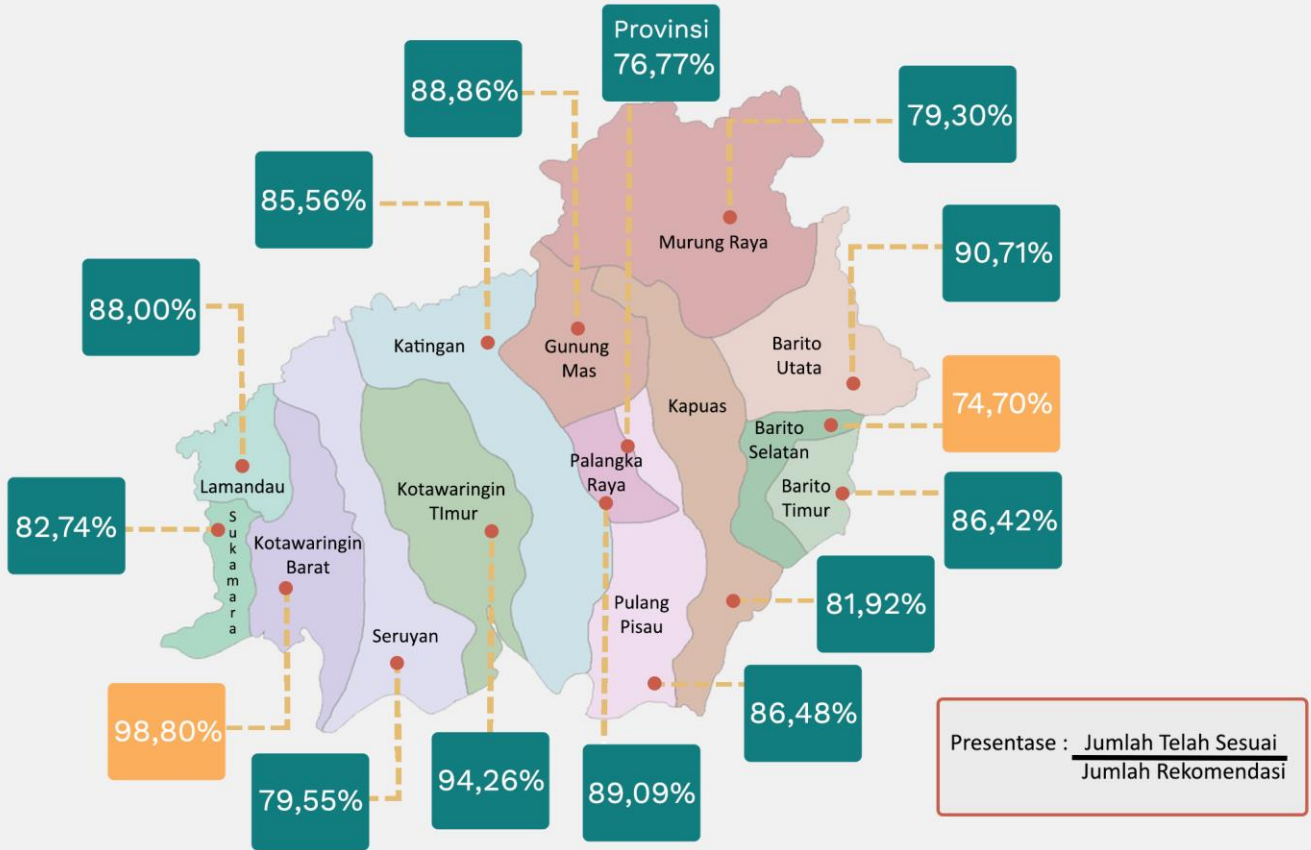 Provinsi
76,77%
88,86%
79,30%
85,56%
90,71%
88,00%
Murung Raya
Katingan
Gunung
Mas
Barito
Utata
74,70%
Kapuas
Barito
Selatan
Lamandau
Palangka
Raya
Barito
Timur
86,42%
82,74%
Kotawaringin
TImur
Sukamara
Kotawaringin
Barat
81,92%
Pulang
Pisau
Seruyan
86,48%
98,80%
79,55%
94,26%
89,09%
Presentase : Jumlah Telah Sesuai
Jumlah Rekomendasi